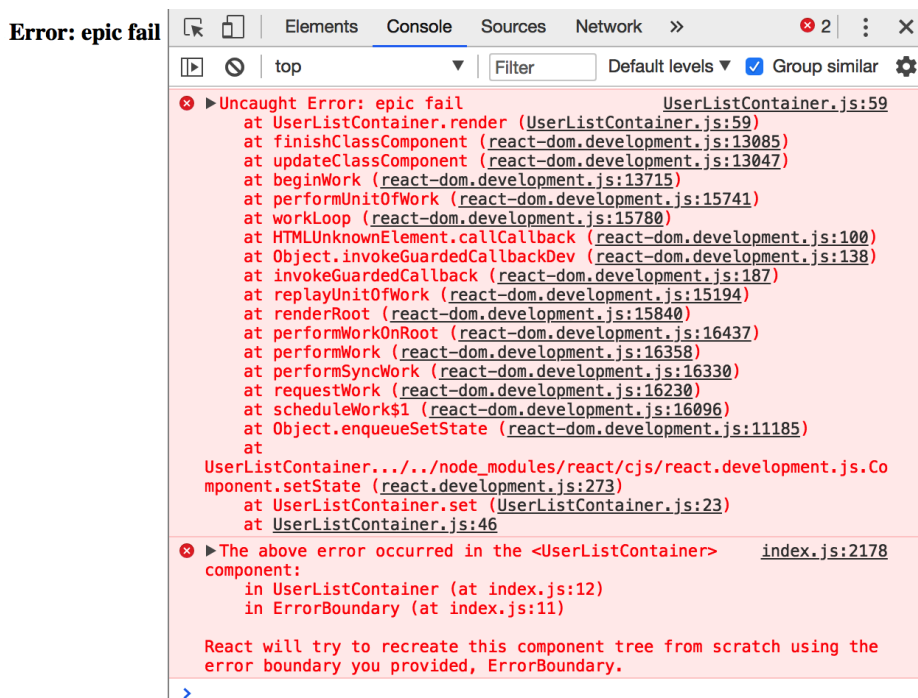 Error: epic fail
Elements Console Sources Network » 2
top ▼ Filter Default levels ▼ Group similar
▶Uncaught Error: epic fail UserListContainer.js:59
at UserListContainer.render (UserListContainer.js:59)
at finishClassComponent (react-dom.development.js:13085)
at updateClassComponent (react-dom.development.js:13047)
at beginWork (react-dom.development.js:13715)
at performUnitOfWork (react-dom.development.js:15741)
at workLoop (react-dom.development.js:15780)
at HTMLUnknownElement.callCallback (react-dom.development.js:100)
at Object.invokeGuardedCallbackDev (react-dom.development.js:138)
at invokeGuardedCallback (react-dom.development.js:187)
at replayUnitOfWork (react-dom.development.js:15194)
at renderRoot (react-dom.development.js:15840)
at performWorkOnRoot (react-dom.development.js:16437)
at performWork (react-dom.development.js:16358)
at performSyncWork (react-dom.development.js:16330)
at requestWork (react-dom.development.js:16230)
at scheduleWork$1 (react-dom.development.js:16096)
at Object.enqueueSetState (react-dom.development.js:11185)
at
UserListContainer.../../node_modules/react/cjs/react.development.js.Co
mponent.setState (react.development.js:273)
at UserListContainer.set (UserListContainer.js:23)
at UserListContainer.js:46
▶The above error occurred in the <UserListContainer> index.js:2178
component:
in UserListContainer (at index.js:12)
in ErrorBoundary (at index.js:11)
React will try to recreate this component tree from scratch using the
error boundary you provided, ErrorBoundary.